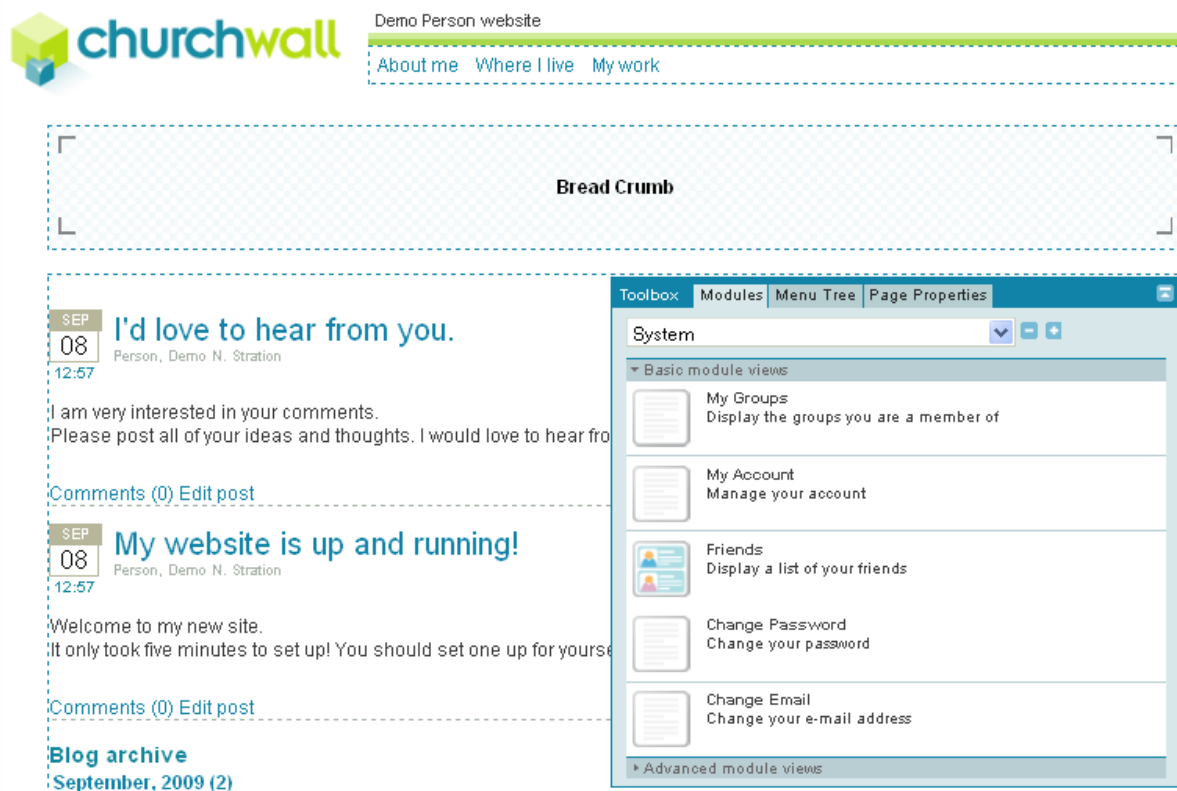 churchwall
Demo Person website
About me Where I live My work
Bread Crumb
SEP
08
12:57
I'd love to hear from you.
Person, Demo N. Stration
I am very interested in your comments.
Please post all of your ideas and thoughts. I would love to hear fro
Comments (0) Edit post
SEP
08
12:57
My website is up and running!
Person, Demo N. Stration
Welcome to my new site.
It only took five minutes to set up! You should set one up for yourse
Comments (0) Edit post
Blog archive
September, 2009 (2)
Toolbox Modules Menu Tree Page Properties
System
Basic module views
My Groups
Display the groups you are a member of
My Account
Manage your account
Friends
Display a list of your friends
Change Password
Change your password
Change Email
Change your e-mail address
Advanced module views